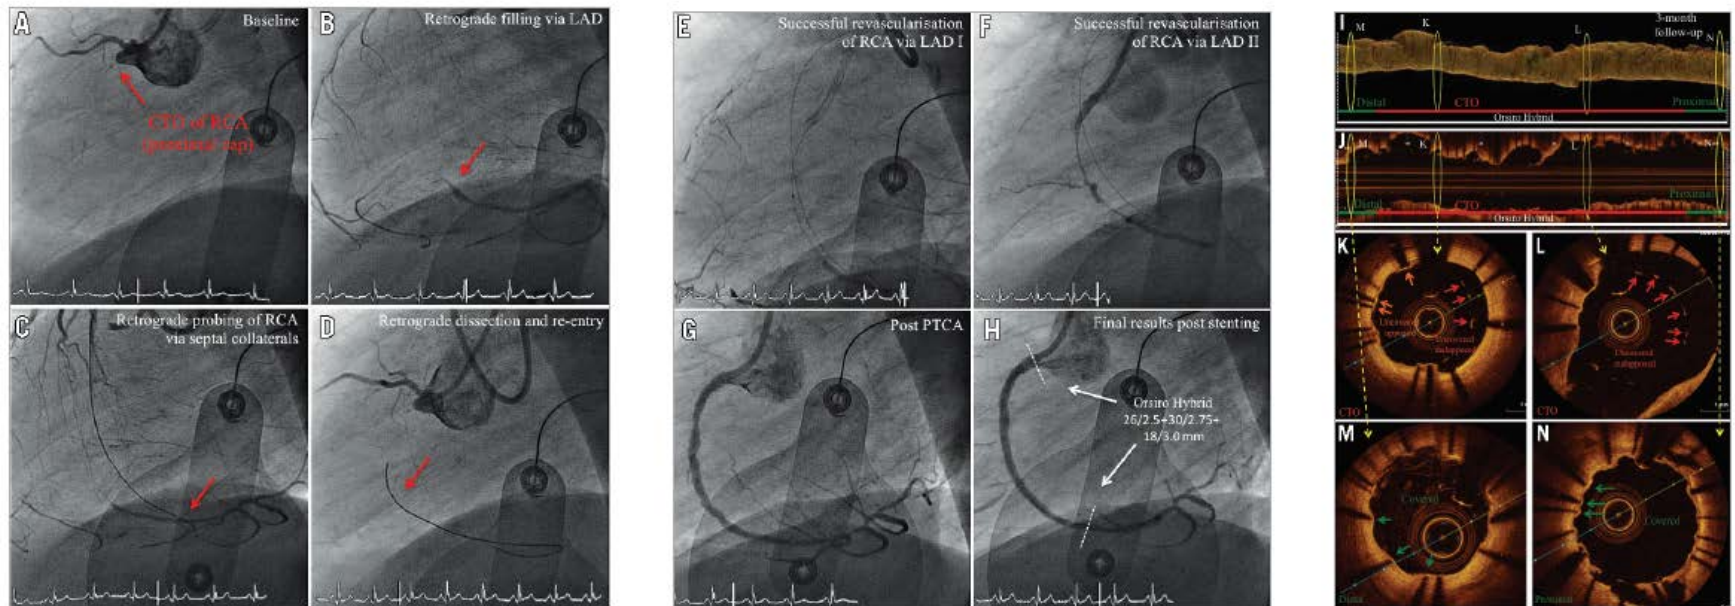 A
Baseline
CTO of RCA
(proximal cap)
B
Retrograde filling via LAD
C
Retrograde probing of RCA
via septal collaterals
D
Retrograde dissection and re-entry
E
Successful revascularisation
of RCA via LAD I
F
Successful revascularisation
of RCA via LAD II
G
Post PTCA
H
Final results post stenting
Orsiro Hybrid
26/2.5+30/2.75+
18/3.0 mm
I
M
K
L
3-month
follow-up
N
Distal
CTO
Proximal
Orsiro Hybrid
J
M
K
L
N
Distal
CTO
Proximal
Orsiro Hybrid
K
Uncovered
malapposed
CTO
L
Uncovered
malapposed
CTO
M
Covered
Distal
N
Covered
Proximal